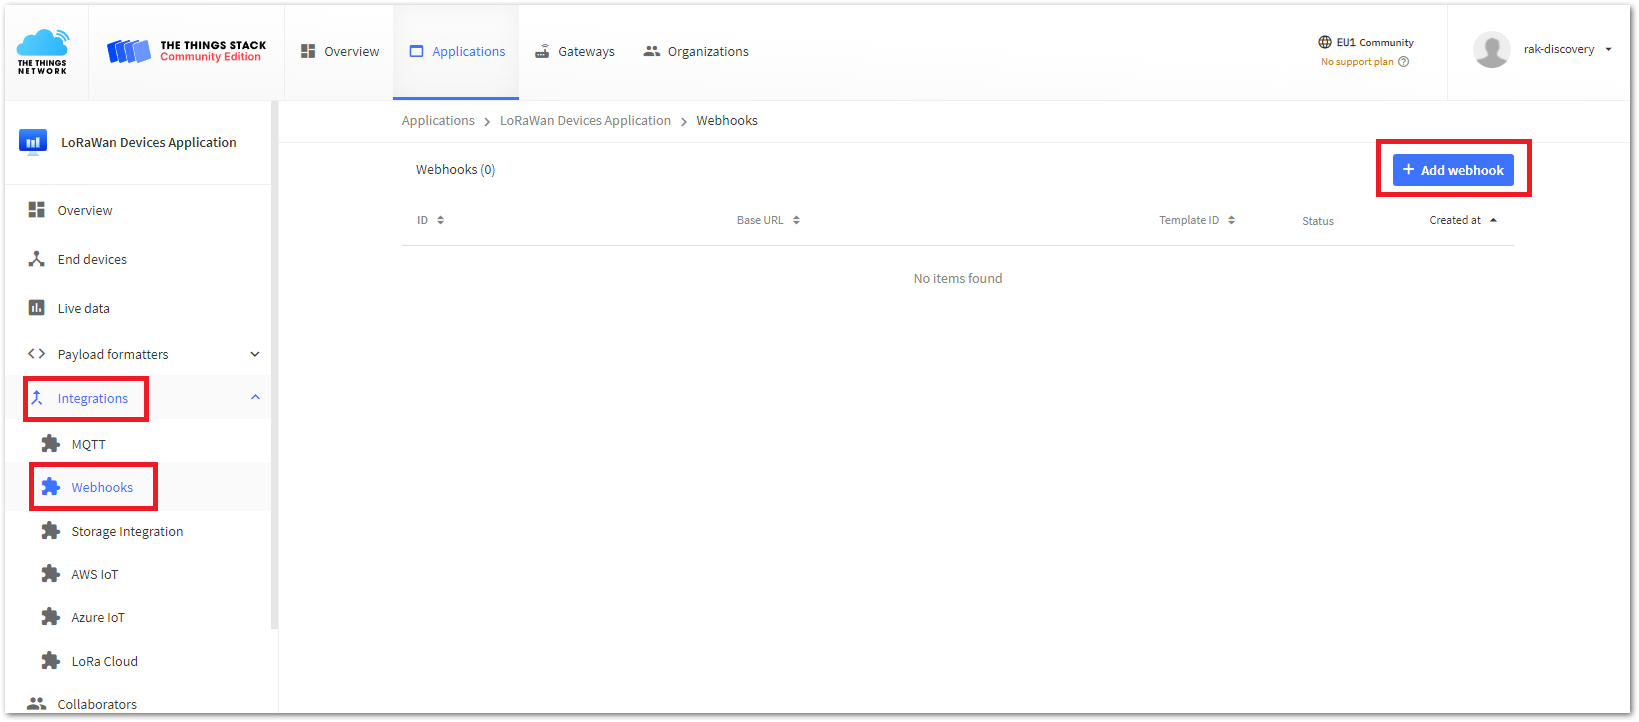 THE THINGS
NETWORK
THE THINGS STACK
Community Edition
Overview
Applications
Gateways
Organizations
EU1 Community
No support plan
rak-discovery
LoRaWan Devices Application
Applications > LoRaWan Devices Application > Webhooks
Webhooks (0)
+ Add webhook
ID
Base URL
Template ID
Status
Created at
No items found
Overview
End devices
Live data
Payload formatters
Integrations
MQTT
Webhooks
Storage Integration
AWS IoT
Azure IoT
LoRa Cloud
Collaborators